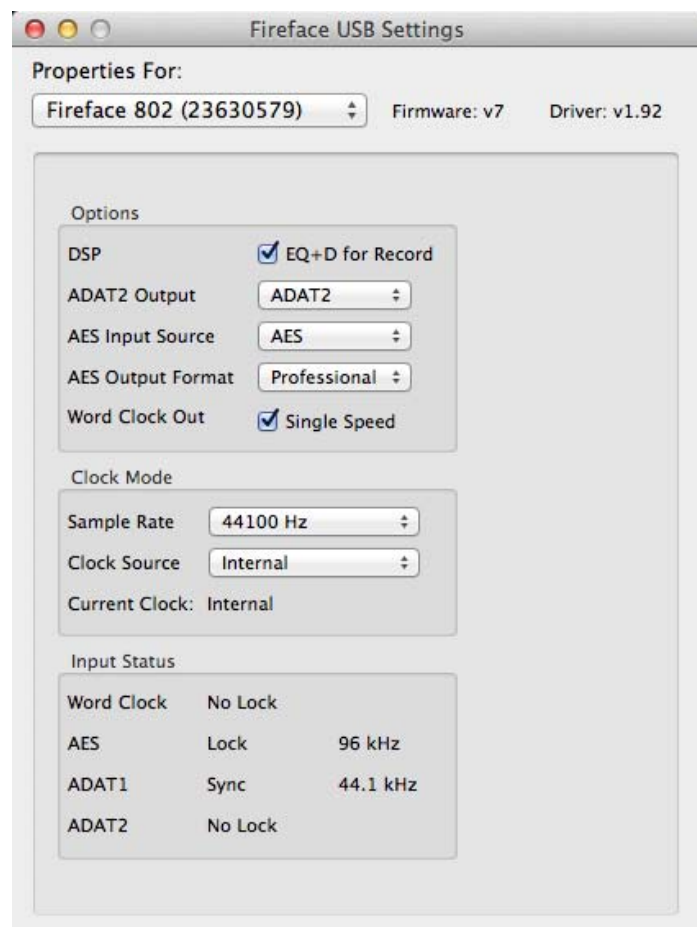 Fireface USB Settings
Properties For:
Fireface 802 (23630579) Firmware: v7 Driver: v1.92
Options
DSP EQ+D for Record
ADAT2 Output ADAT2
AES Input Source AES
AES Output Format Professional
Word Clock Out Single Speed
Clock Mode
Sample Rate 44100 Hz
Clock Source Internal
Current Clock: Internal
Input Status
Word Clock No Lock
AES Lock 96 kHz
ADAT1 Sync 44.1 kHz
ADAT2 No Lock